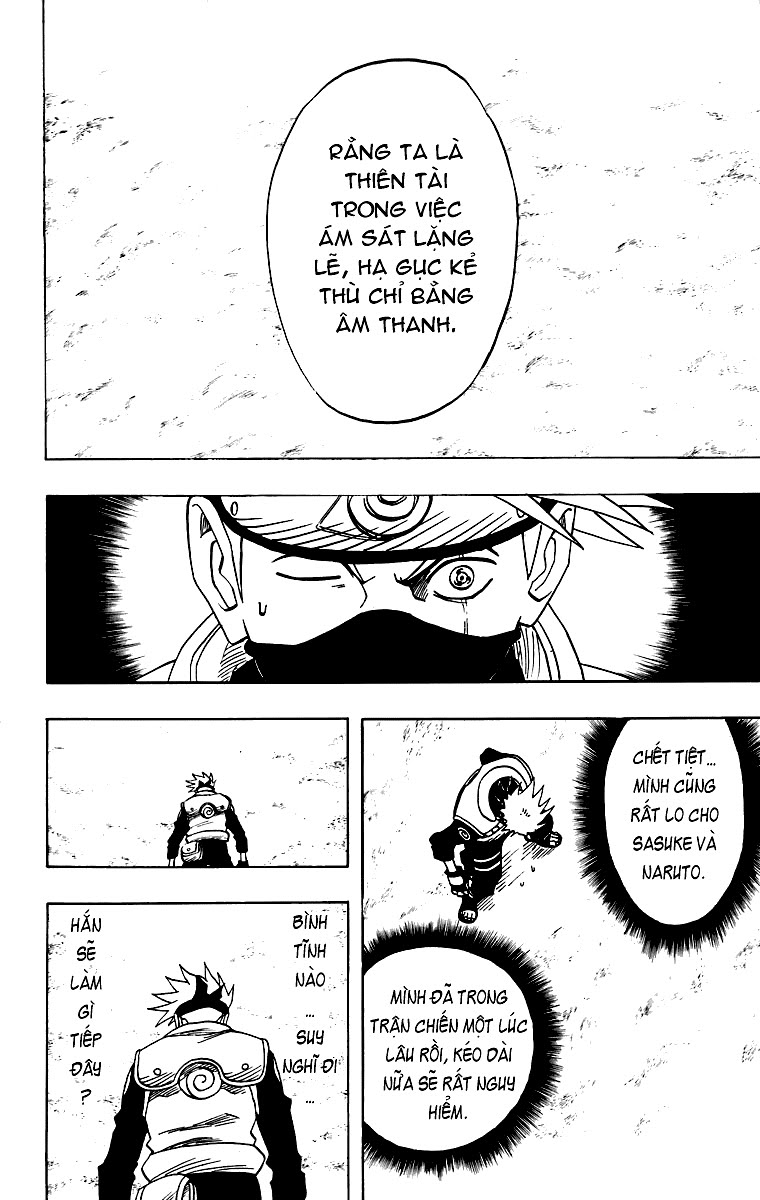 RẰNG TA LÀ
THIÊN TÀI
TRONG VIỆC
ÁM SÁT LẶNG
LẼ, HẠ GỤC KẺ
THÙ CHỈ BẰNG
ÂM THANH.
CHẾT TIỆT...
MÌNH CŨNG
RẤT LO CHO
SASUKE VÀ
NARUTO.
MÌNH ĐÃ TRONG
TRẬN CHIẾN MỘT LÚC
LÂU RỒI, KÉO DÀI
NỮA SẼ RẤT NGUY
HIỂM.
BÌNH
TĨNH
NÀO
...
SUY
NGHĨ ĐI
...
HẮN
SẼ
LÀM
GÌ
TIẾP
ĐÂY
?